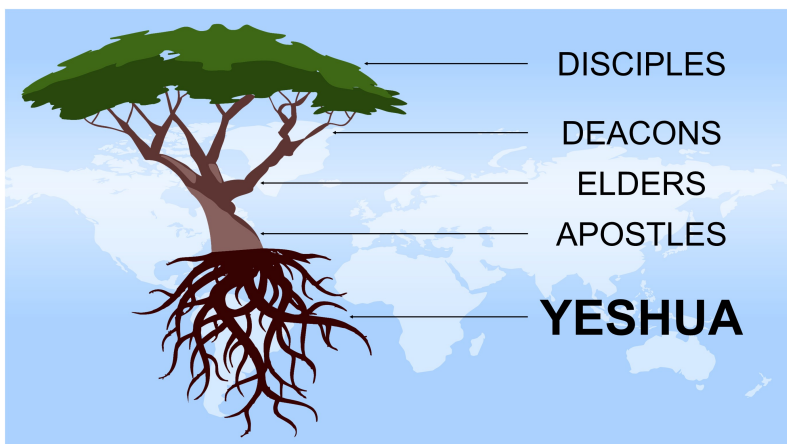 DISCIPLES
DEACONS
ELDERS
APOSTLES
YESHUA